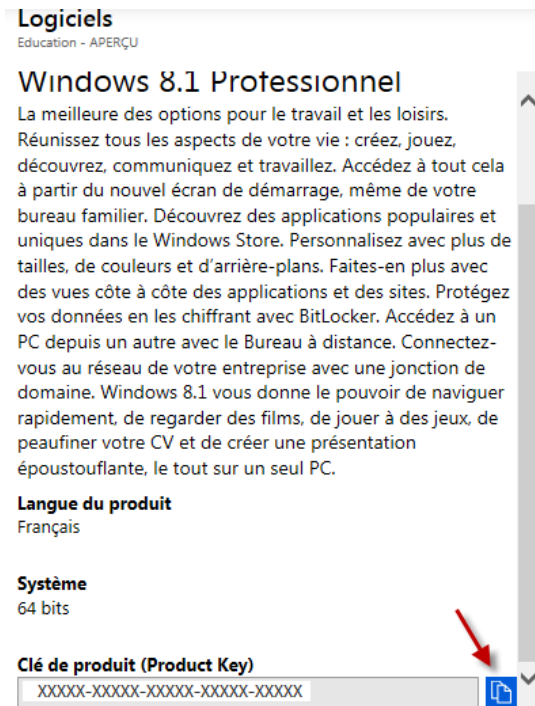 Logiciels
Education - APERÇU
Windows 8.1 Professionnel
La meilleure des options pour le travail et les loisirs.
Réunissez tous les aspects de votre vie : créez, jouez,
découvrez, communiquez et travaillez. Accédez à tout cela
à partir du nouvel écran de démarrage, même de votre
bureau familier. Découvrez des applications populaires et
uniques dans le Windows Store. Personnalisez avec plus de
tailles, de couleurs et d'arrière-plans. Faites-en plus avec
des vues côte à côte des applications et des sites. Protégez
vos données en les chiffrant avec BitLocker. Accédez à un
PC depuis un autre avec le Bureau à distance. Connectez-
vous au réseau de votre entreprise avec une jonction de
domaine. Windows 8.1 vous donne le pouvoir de naviguer
rapidement, de regarder des films, de jouer à des jeux, de
peaufiner votre CV et de créer une présentation
époustouflante, le tout sur un seul PC.
Langue du produit
Français
Système
64 bits
Clé de produit (Product Key)
XXXXX-XXXXX-XXXXX-XXXXX-XXXXX